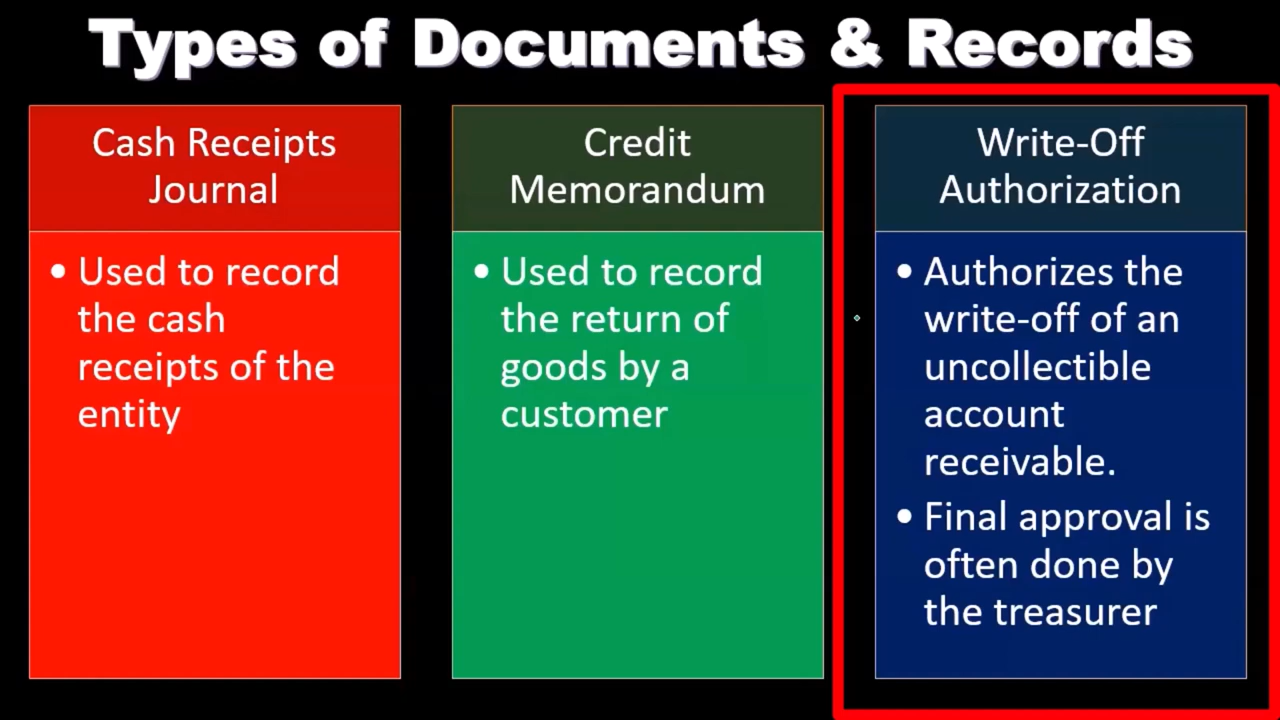 Types of Documents & Records
Cash Receipts
Journal
• Used to record
the cash
receipts of the
entity
Credit
Memorandum
• Used to record
the return of
goods by a
customer
Write-Off
Authorization
• Authorizes the
write-off of an
uncollectible
account
receivable.
• Final approval is
often done by
the treasurer